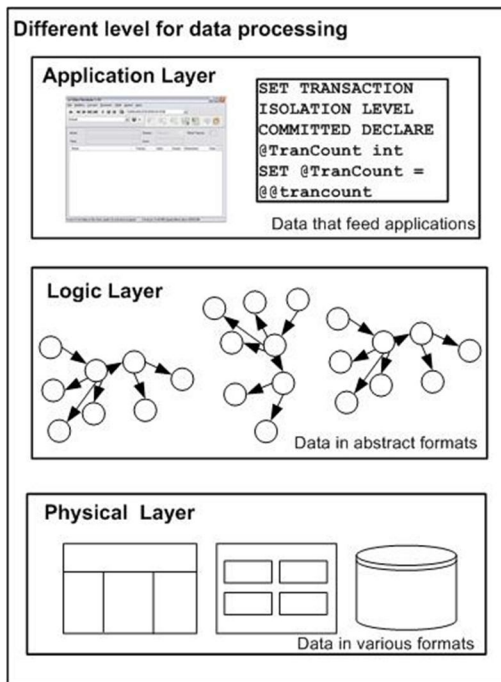 Different level for data processing
Application Layer
SET TRANSACTION
ISOLATION LEVEL
COMMITTED DECLARE
@TranCount int
SET @TranCount =
@@trancount
Data that feed applications
Logic Layer
Data in abstract formats
Physical Layer
Data in various formats